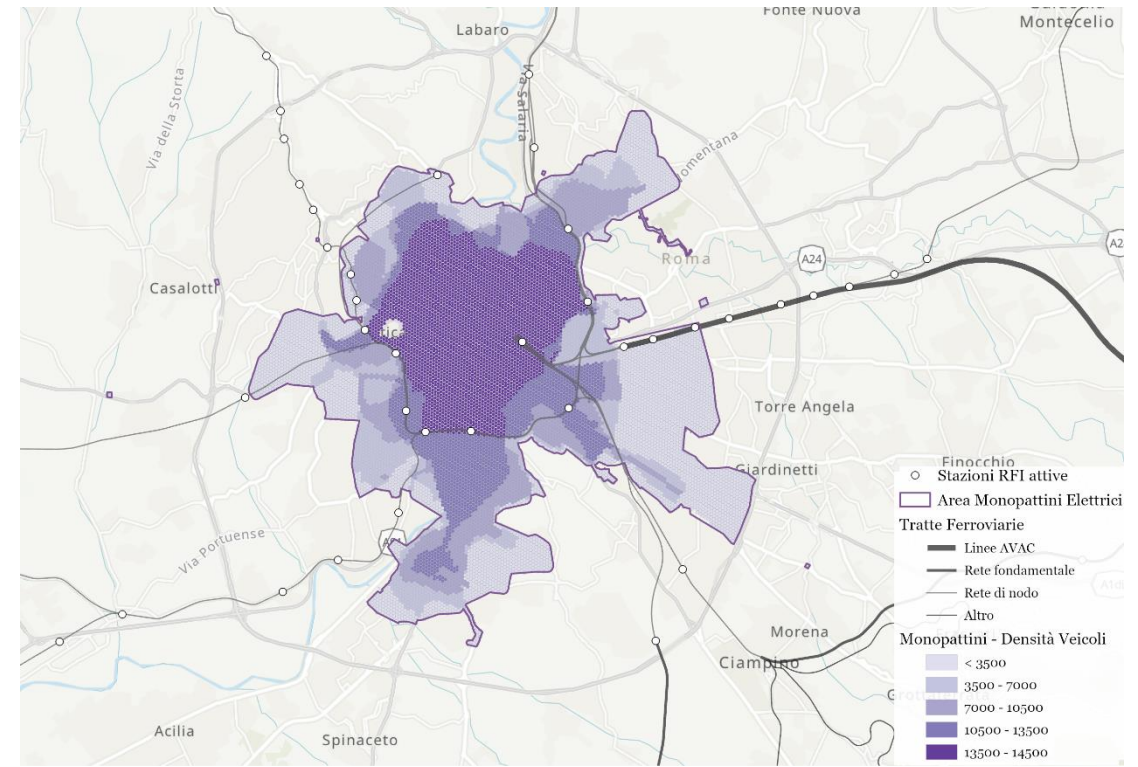 Fonte Nuova
Montecelio
Labaro
Via della Storta
Via Salaria
Nomentana
Roma
A24
Casalotti
Torre Angela
Giardinetti
Finocchio
Via Portuense
Morena
Ciampino
Acilia
Spinaceto
Stazioni RFI attive
Area Monopattini Elettrici
Tratte Ferroviarie
Linee AVAC
Rete fondamentale
Rete di nodo
Altro
Monopattini - Densità Veicoli
< 3500
3500 - 7000
7000 - 10500
10500 - 13500
13500 - 14500